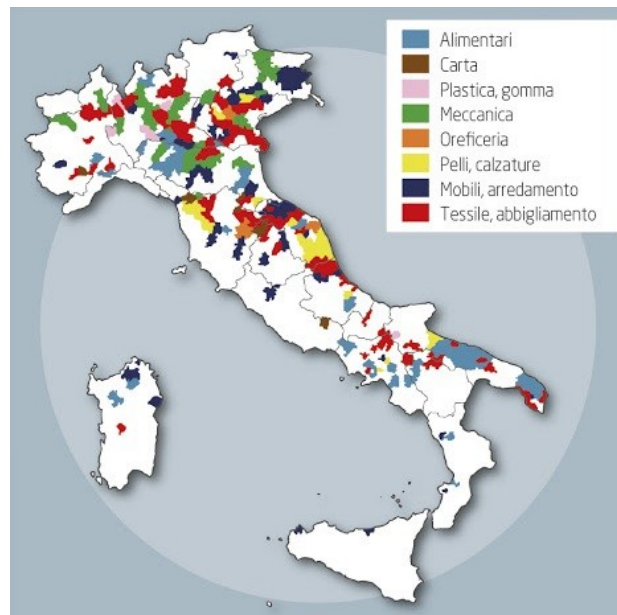 Alimentari
Carta
Plastica, gomma
Meccanica
Oreficeria
Pelli, calzature
Mobili, arredamento
Tessile, abbigliamento